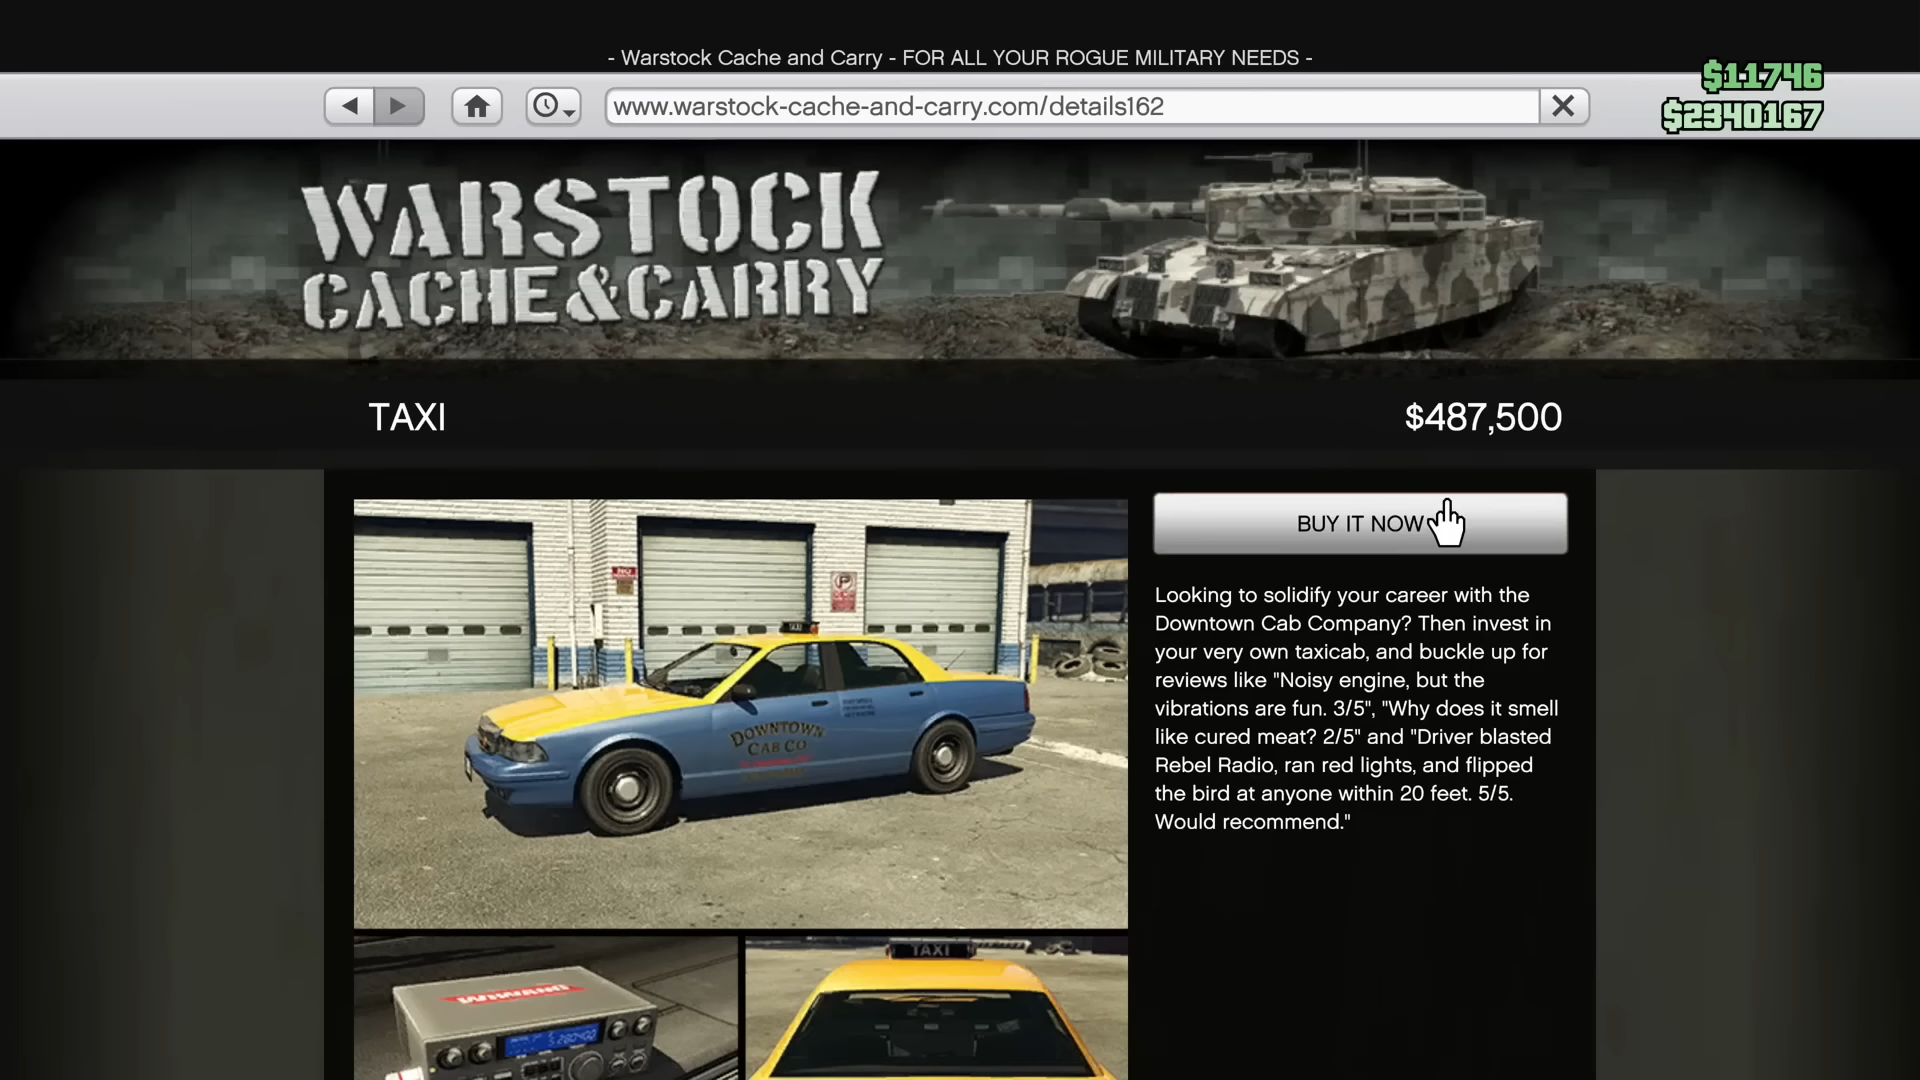 - Warstock Cache and Carry - FOR ALL YOUR ROGUE MILITARY NEEDS -
$11746
www.warstock-cache-and-carry.com/details162
$2340167
WARSTOCK
CACHE&CARRY
TAXI
$487,500
BUY IT NOW
Looking to solidify your career with the
Downtown Cab Company? Then invest in
your very own taxicab, and buckle up for
reviews like "Noisy engine, but the
vibrations are fun. 3/5", "Why does it smell
like cured meat? 2/5" and "Driver blasted
Rebel Radio, ran red lights, and flipped
the bird at anyone within 20 feet. 5/5.
Would recommend."
NO
P
DOWNTOWN
CAB CO
TAXI